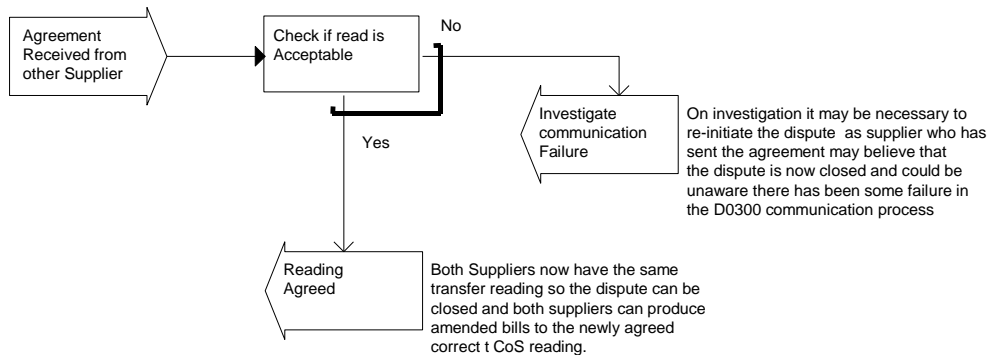 Agreement
Received from
other Supplier
Check if read is
Acceptable
No
Yes
Investigate
communication
Failure
On investigation it may be necessary to
re-initiate the dispute as supplier who has
sent the agreement may believe that
the dispute is now closed and could be
unaware there has been some failure in
the D0300 communication process
Reading
Agreed
Both Suppliers now have the same
transfer reading so the dispute can be
closed and both suppliers can produce
amended bills to the newly agreed
correct t CoS reading.